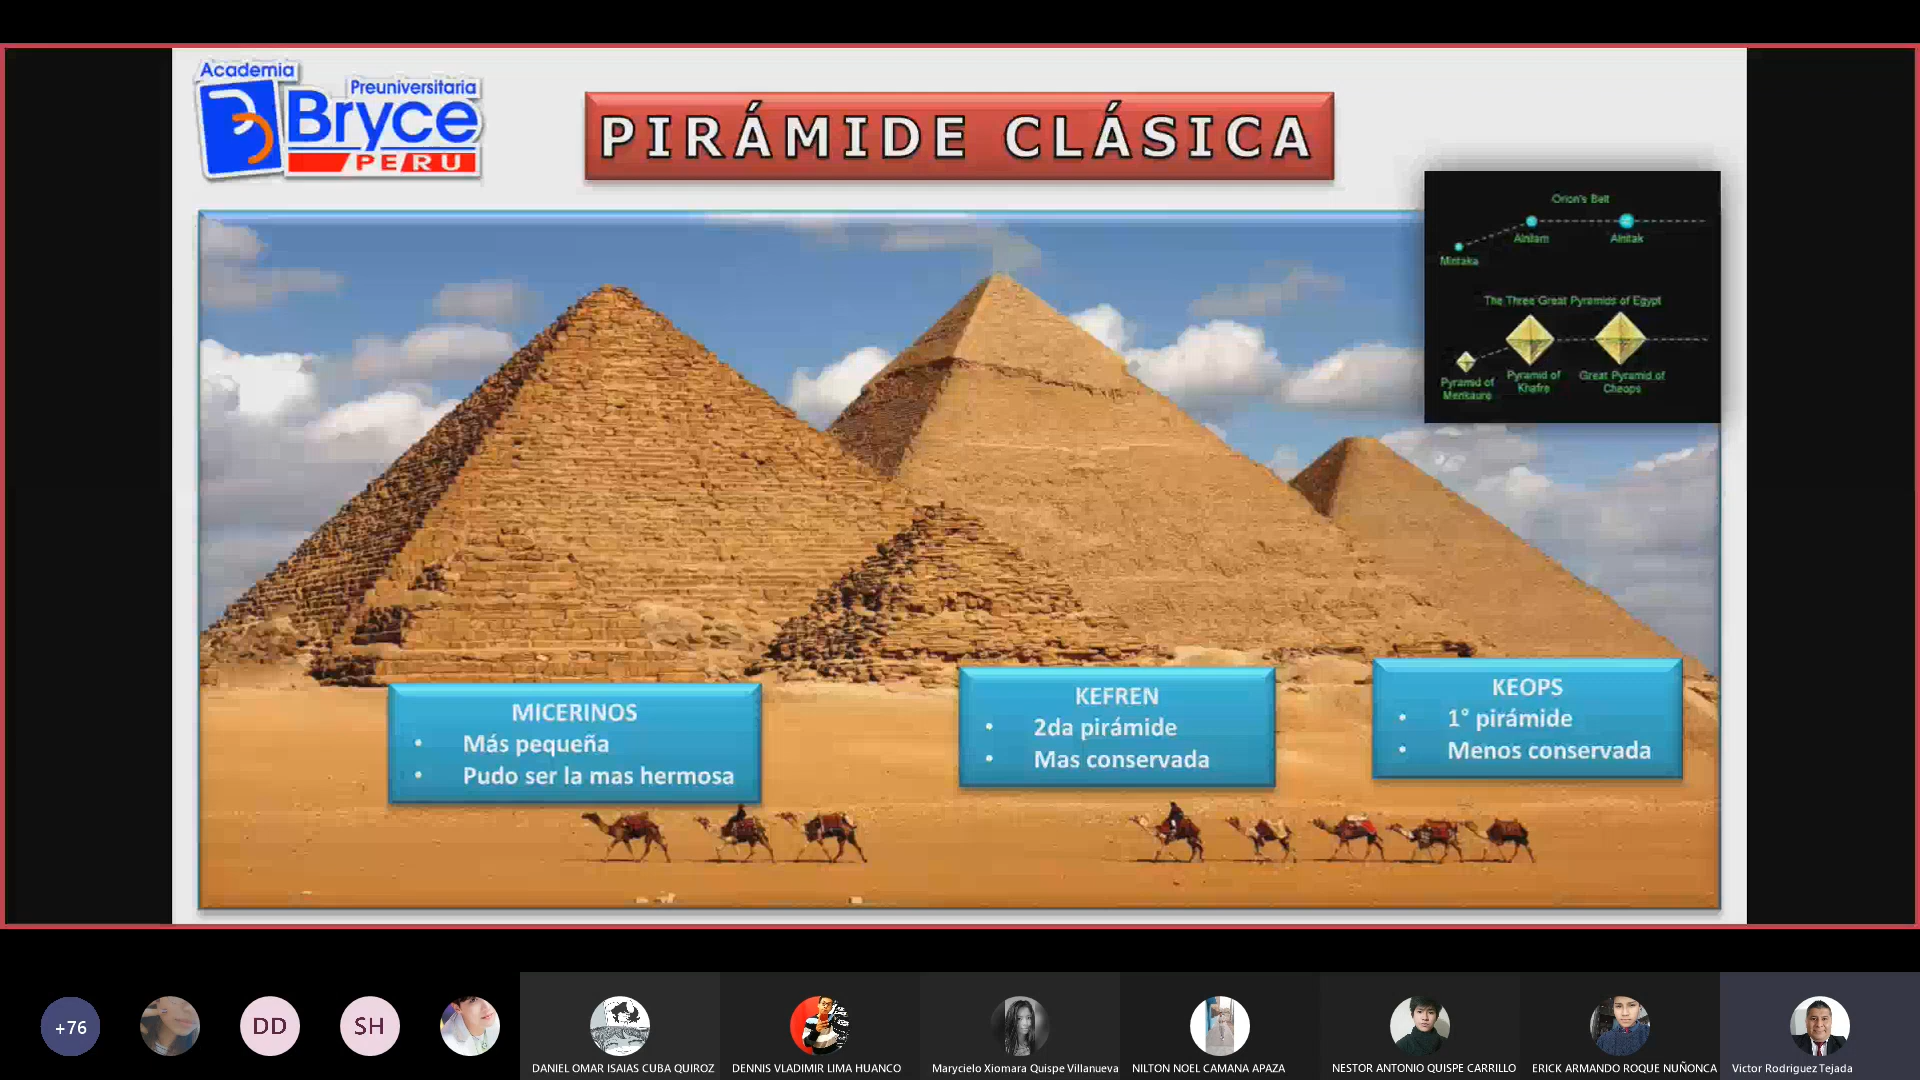 Academia
Preuniversitaria
Bryce
PERU
PIRÁMIDE CLÁSICA
Orion's Belt
Alnilam
Alnitak
Mintaka
The Three Great Pyramids of Egypt
Pyramid of
Menkaure
Pyramid of
Khafre
Great Pyramid of
Cheops
MICERINOS
• Más pequeña
• Pudo ser la mas hermosa
KEFREN
• 2da pirámide
• Mas conservada
KEOPS
• 1° pirámide
• Menos conservada
+76
DD
SH
DANIEL OMAR ISAIAS CUBA QUIROZ
DENNIS VLADIMIR LIMA HUANCO
Marycielo Xiomara Quispe Villanueva
NILTON NOEL CAMANA APAZA
NESTOR ANTONIO QUISPE CARRILLO
ERICK ARMANDO ROQUE NUÑONCA
Victor Rodriguez Tejada